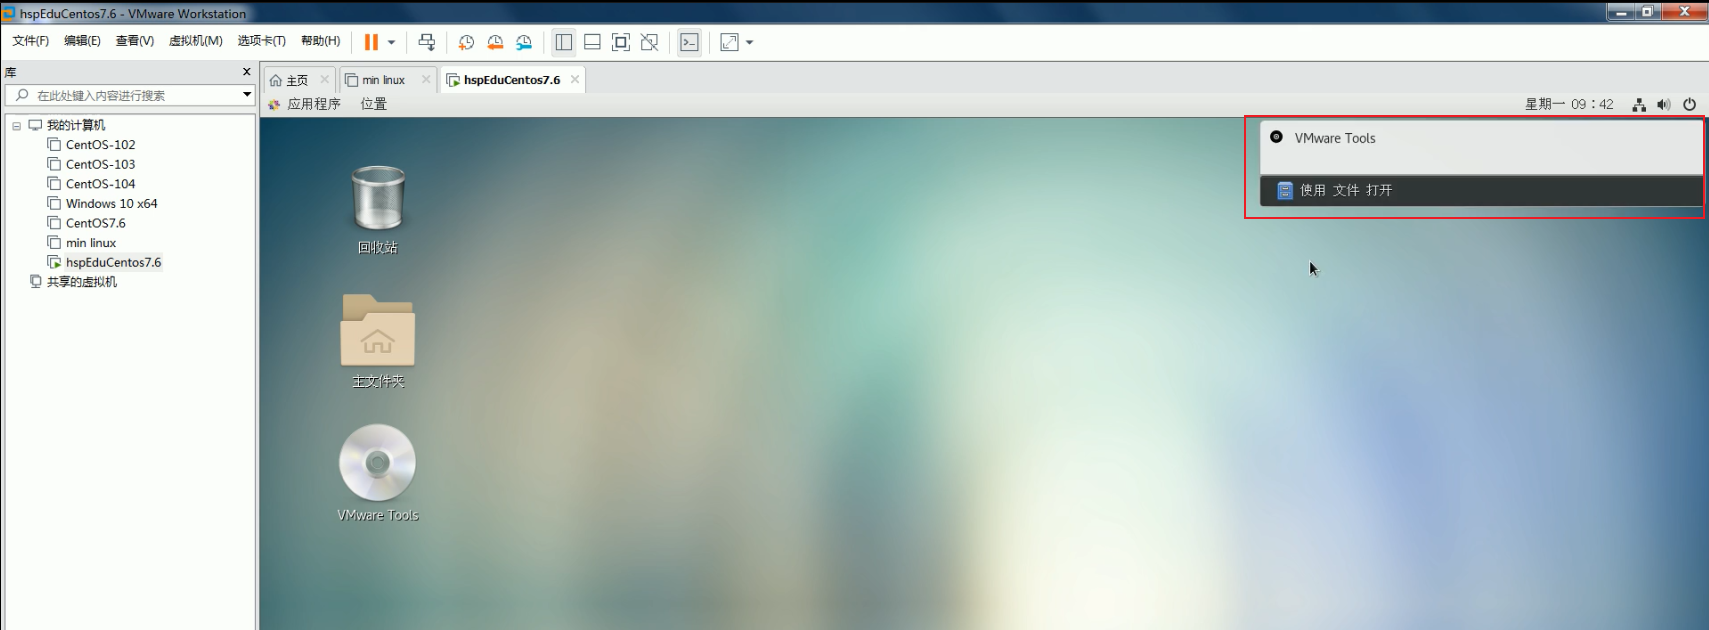 hspEduCentos7.6 - VMware Workstation
文件(F) 编辑(E) 查看(V) 虚拟机(M) 选项卡(T) 帮助(H)
库
在此处键入内容进行搜索
我的计算机
CentOS-102
CentOS-103
CentOS-104
Windows 10 x64
CentOS7.6
min linux
hspEduCentos7.6
共享的虚拟机
主页 min linux hspEduCentos7.6
应用程序 位置 星期一 09：42
VMware Tools
使用 文件 打开
回收站
主文件夹
VMware Tools